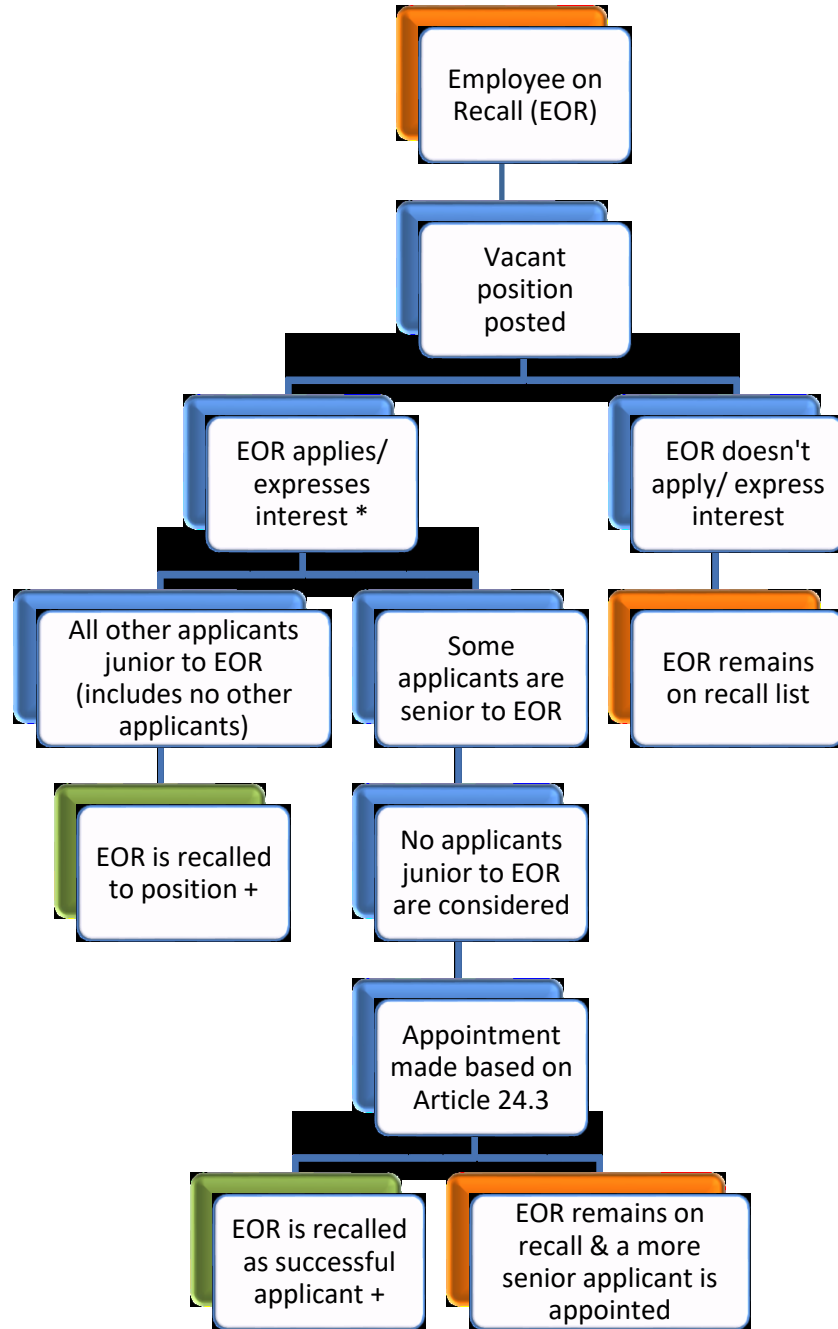 Employee on
Recall (EOR)
Vacant
position
posted
EOR applies/
expresses
interest *
EOR doesn't
apply/ express
interest
All other applicants
junior to EOR
(includes no other
applicants)
Some
applicants are
senior to EOR
EOR remains
on recall list
EOR is recalled
to position +
No applicants
junior to EOR
are considered
Appointment
made based on
Article 24.3
EOR is recalled
as successful
applicant +
EOR remains on
recall & a more
senior applicant is
appointed